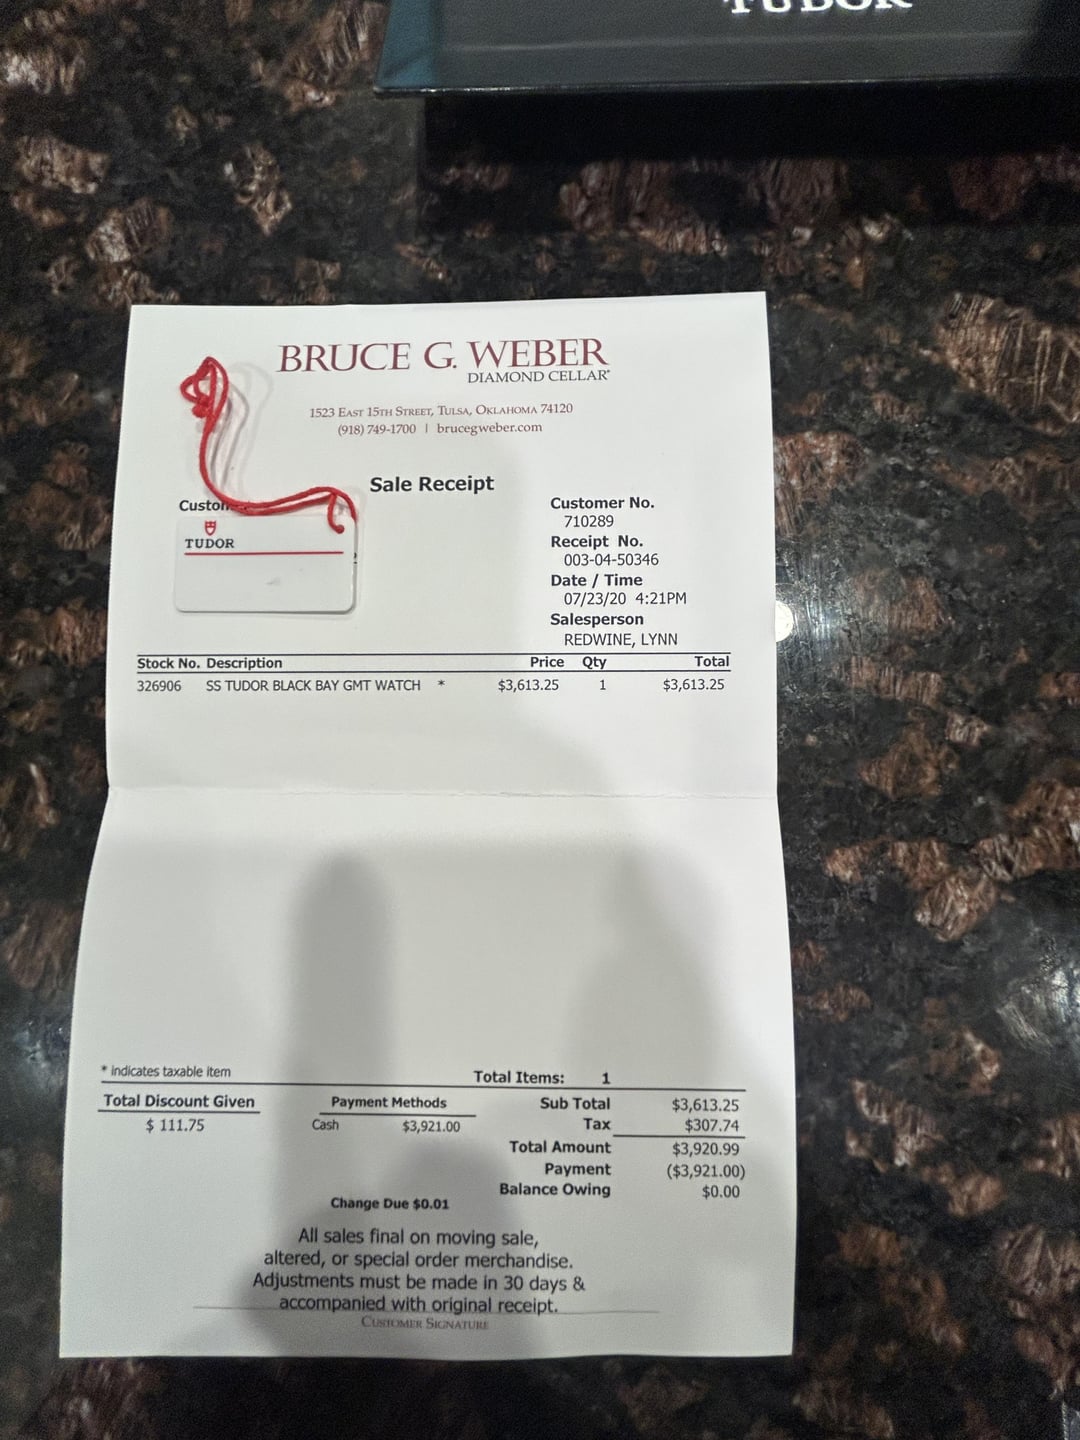 TUDOR
BRUCE G. WEBER
DIAMOND CELLAR
1523 EAST 15TH STREET, TULSA, OKLAHOMA 74120
(918) 749-1700 | brucegweber.com
Sale Receipt
TUDOR
Customer No.
710289
Receipt No.
003-04-50346
Date / Time
07/23/20 4:21PM
Salesperson
REDWINE, LYNN
Stock No. Description Price Qty Total
326906 SS TUDOR BLACK BAY GMT WATCH * $3,613.25 1 $3,613.25
* indicates taxable item
Total Items: 1
Total Discount Given
$ 111.75
Payment Methods
Cash $3,921.00
Sub Total $3,613.25
Tax $307.74
Total Amount $3,920.99
Payment ($3,921.00)
Balance Owing $0.00
Change Due $0.01
All sales final on moving sale,
altered, or special order merchandise.
Adjustments must be made in 30 days &
accompanied with original receipt.
CUSTOMER SIGNATURE